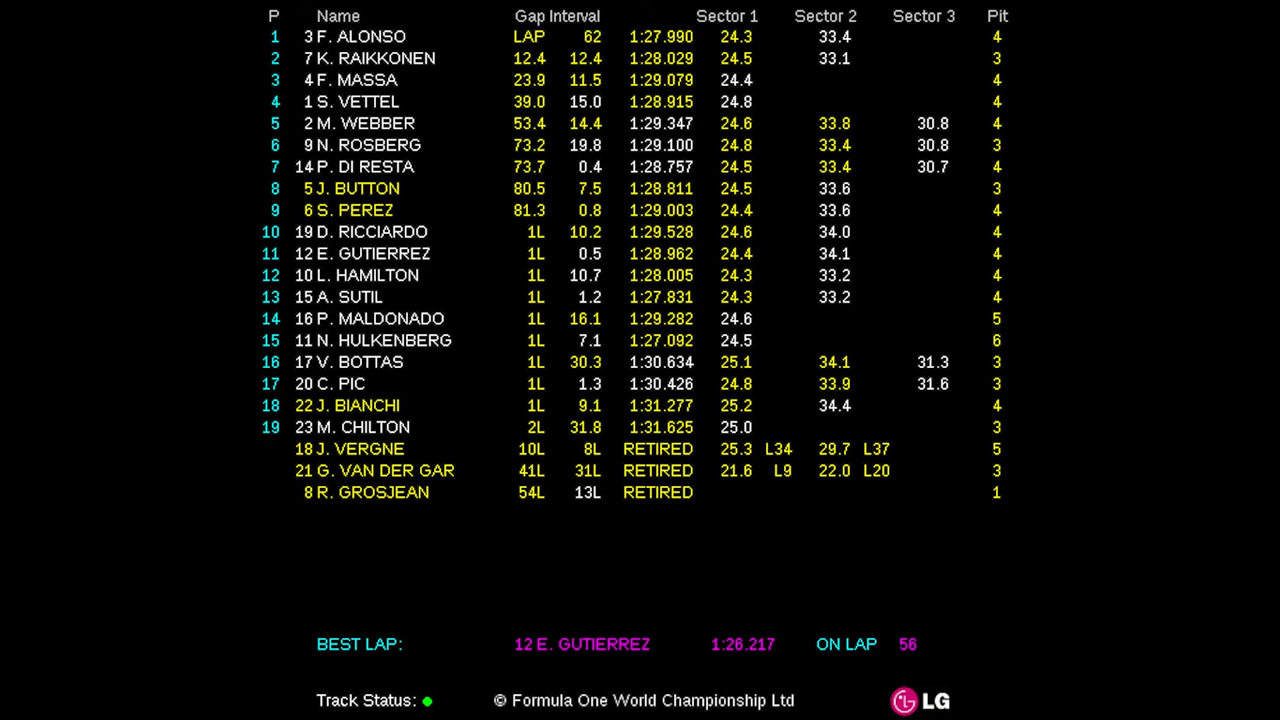 P Name Gap Interval Sector 1 Sector 2 Sector 3 Pit
1 3 F. ALONSO LAP 62 1:27.990 24.3 33.4 4
2 7 K. RAIKKONEN 12.4 12.4 1:28.029 24.5 33.1 3
3 4 F. MASSA 23.9 11.5 1:29.079 24.4 4
4 1 S. VETTEL 39.0 15.0 1:28.915 24.8 4
5 2 M. WEBBER 53.4 14.4 1:29.347 24.6 33.8 30.8 4
6 9 N. ROSBERG 73.2 19.8 1:29.100 24.8 33.4 30.8 3
7 14 P. DI RESTA 73.7 0.4 1:28.757 24.5 33.4 30.7 4
8 5 J. BUTTON 80.5 7.5 1:28.811 24.5 33.6 3
9 6 S. PEREZ 81.3 0.8 1:29.003 24.4 33.6 4
10 19 D. RICCIARDO 1L 10.2 1:29.528 24.6 34.0 4
11 12 E. GUTIERREZ 1L 0.5 1:28.962 24.4 34.1 4
12 10 L. HAMILTON 1L 10.7 1:28.005 24.3 33.2 4
13 15 A. SUTIL 1L 1.2 1:27.831 24.3 33.2 4
14 16 P. MALDONADO 1L 16.1 1:29.282 24.6 5
15 11 N. HULKENBERG 1L 7.1 1:27.092 24.5 6
16 17 V. BOTTAS 1L 30.3 1:30.634 25.1 34.1 31.3 3
17 20 C. PIC 1L 1.3 1:30.426 24.8 33.9 31.6 3
18 22 J. BIANCHI 1L 9.1 1:31.277 25.2 34.4 4
19 23 M. CHILTON 2L 31.8 1:31.625 25.0 3
18 J. VERGNE 10L 8L RETIRED 25.3 L34 29.7 L37 5
21 G. VAN DER GAR 41L 31L RETIRED 21.6 L9 22.0 L20 3
8 R. GROSJEAN 54L 13L RETIRED 1
BEST LAP: 12 E. GUTIERREZ 1:26.217 ON LAP 56
Track Status: © Formula One World Championship Ltd LG